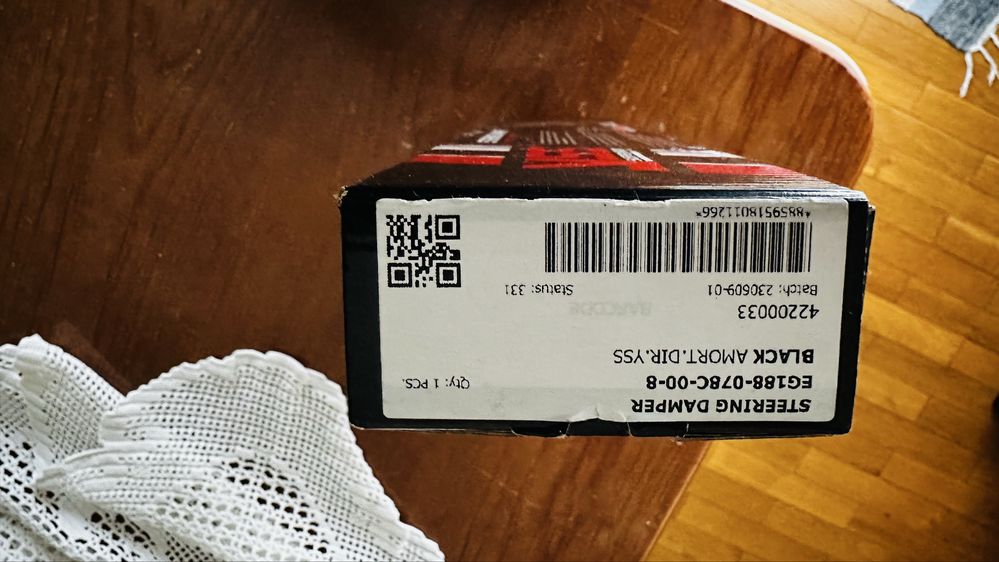 STEERING DAMPER
EG188-078C-00-8
Qty: 1 PCS.
BLACK AMORT.DIR.YSS
42200033
BARCODE
Batch: 230609-01
Status: 331
*8859518011266*